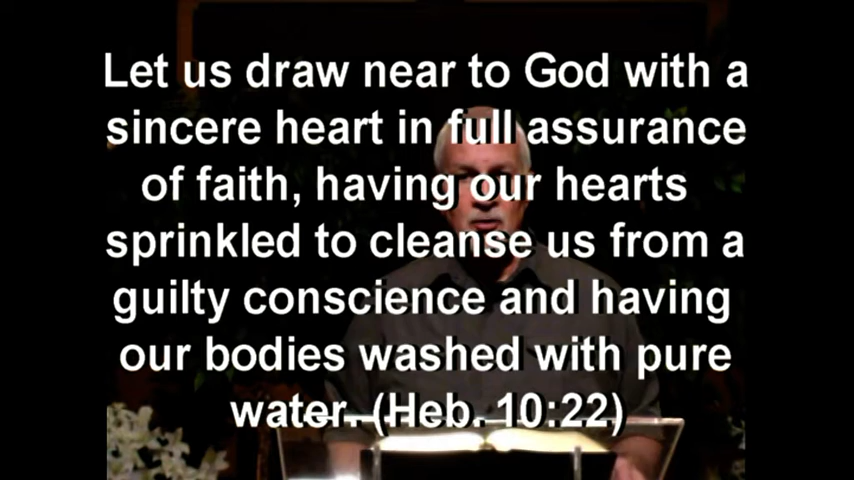 Let us draw near to God with a
sincere heart in full assurance
of faith, having our hearts
sprinkled to cleanse us from a
guilty conscience and having
our bodies washed with pure
water. (Heb. 10:22)